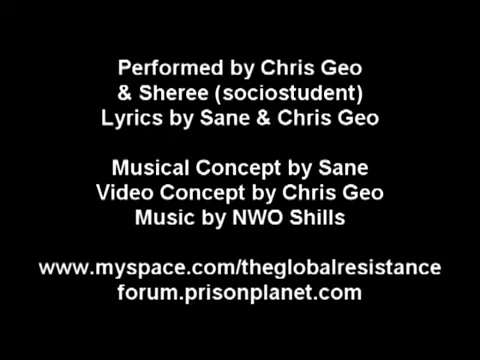 Performed by Chris Geo
& Sheree (sociostudent)
Lyrics by Sane & Chris Geo
Musical Concept by Sane
Video Concept by Chris Geo
Music by NWO Shills
www.myspace.com/theglobalresistance
forum.prisonplanet.com